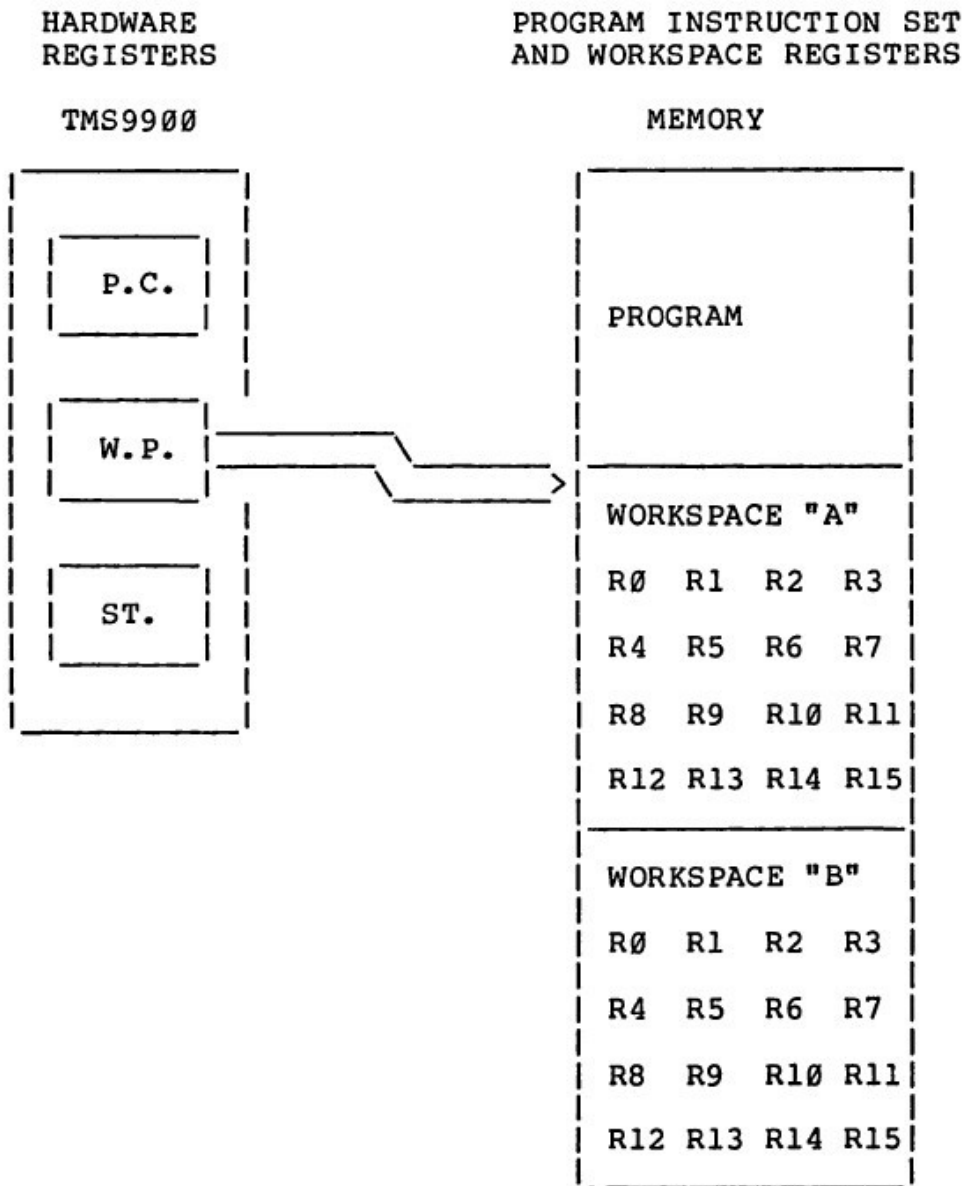 HARDWARE PROGRAM INSTRUCTION SET
REGISTERS AND WORKSPACE REGISTERS
TMS99ØØ MEMORY
P.C.
PROGRAM
W.P.
WORKSPACE "A"
RØ R1 R2 R3
ST.
R4 R5 R6 R7
R8 R9 R1Ø R11
R12 R13 R14 R15
WORKSPACE "B"
RØ R1 R2 R3
R4 R5 R6 R7
R8 R9 R1Ø R11
R12 R13 R14 R15